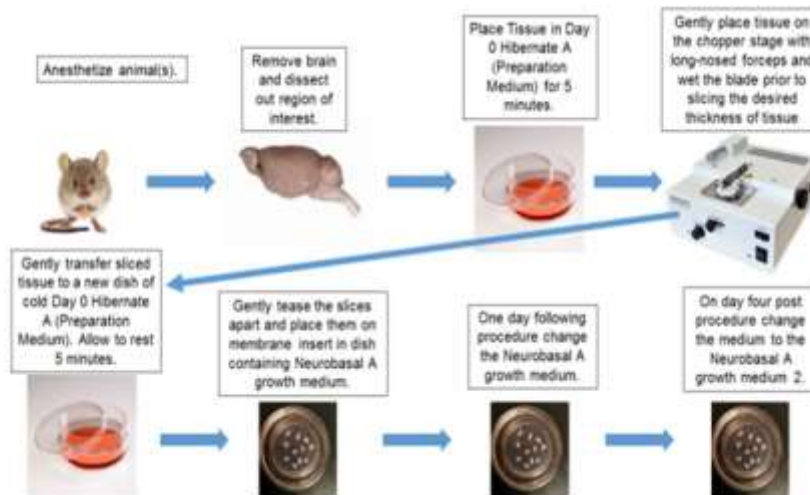 Anesthetize animal(s).
Remove brain
and dissect
out region of
interest.
Place Tissue in Day
0 Hibernate A
(Preparation
Medium) for 5
minutes.
Gently place tissue on
the chopper stage with
long-nosed forceps and
wet the blade prior to
slicing the desired
thickness of tissue
Gently transfer sliced
tissue to a new dish of
cold Day 0 Hibernate
A (Preparation
Medium). Allow to rest
5 minutes.
Gently tease the slices
apart and place them on
membrane insert in dish
containing Neurobasal A
growth medium.
One day following
procedure change
the Neurobasal A
growth medium.
On day four post
procedure change
the medium to the
Neurobasal A
growth medium 2.